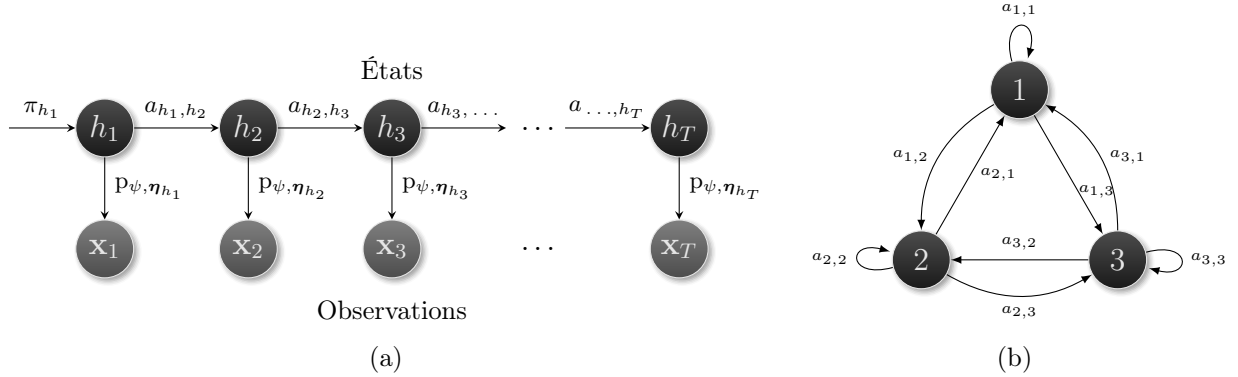 États
π_{h_1} h_1 a_{h_1,h_2} h_2 a_{h_2,h_3} h_3 a_{h_3,...} ··· a_{...,h_T} h_T
p_{ψ,η_{h_1}} p_{ψ,η_{h_2}} p_{ψ,η_{h_3}} p_{ψ,η_{h_T}}
x_1 x_2 x_3 ··· x_T
Observations
(a)
a_{1,1}
1
a_{1,2} a_{2,1} a_{1,3} a_{3,1}
a_{2,2} 2 a_{3,2} 3 a_{3,3}
a_{2,3}
(b)